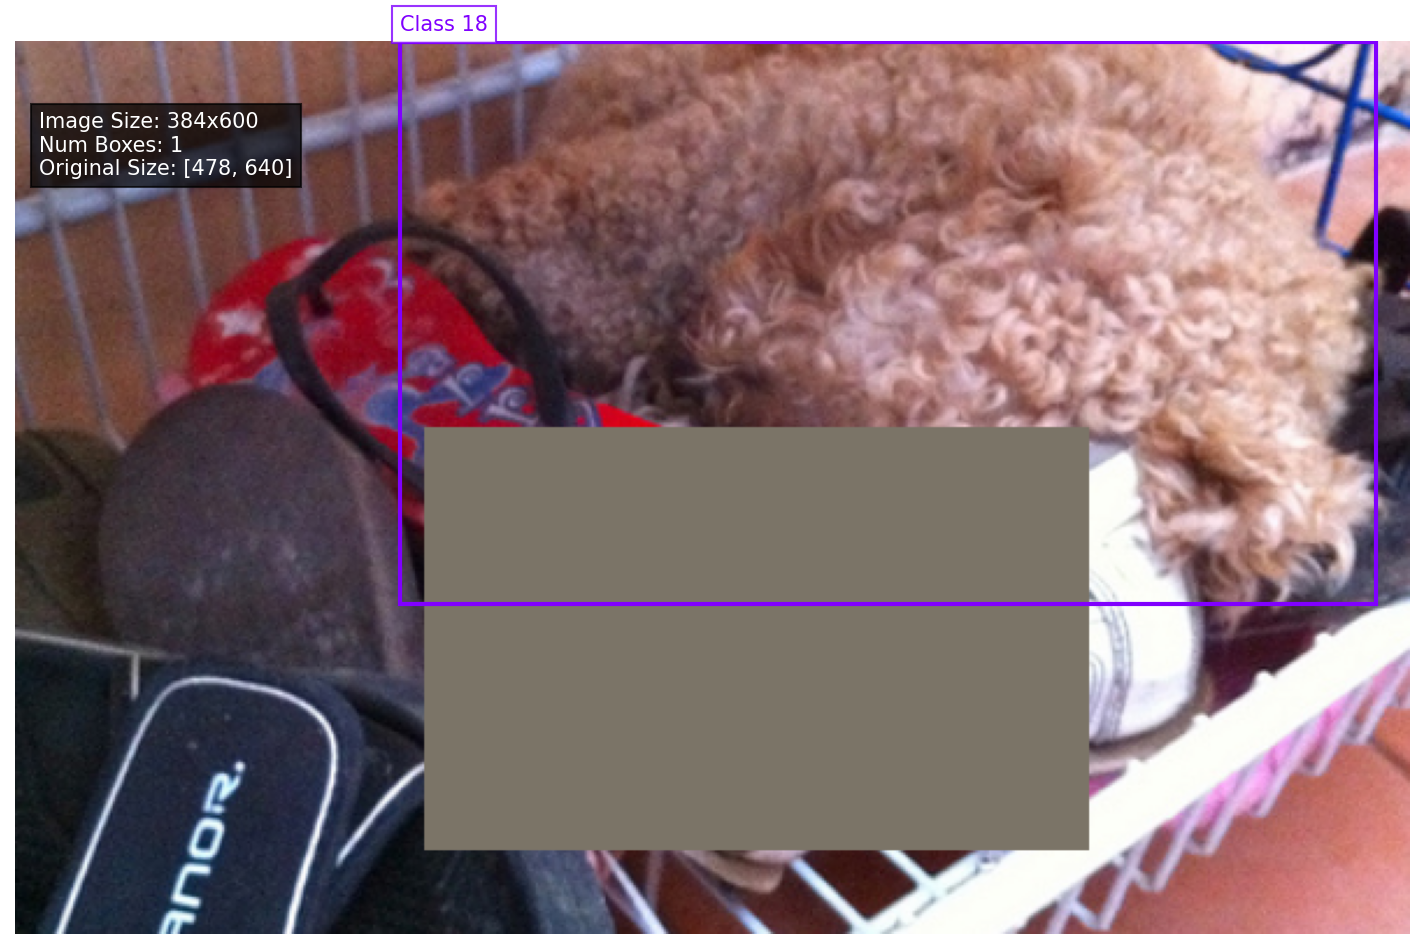 Class 18
Image Size: 384x600
Num Boxes: 1
Original Size: [478, 640]
ANOR.